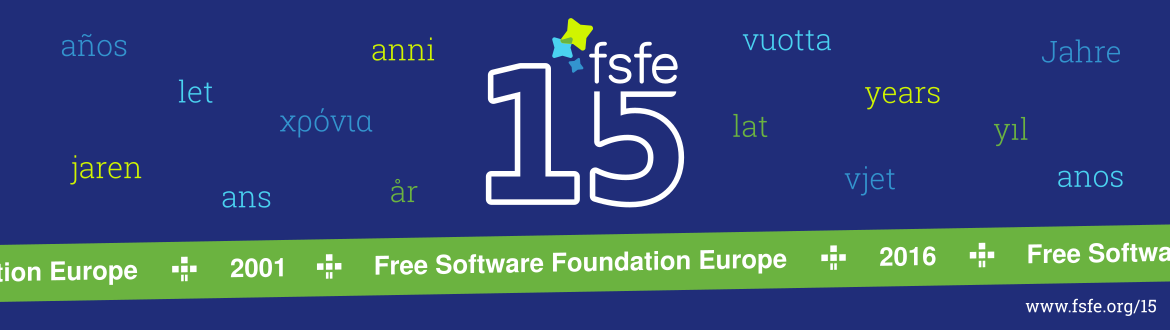 años
anni
fsfe
vuotta
Jahre
let
15
years
χρόνια
lat
yıl
jaren
ans
år
vjet
anos
tion Europe 2001 Free Software Foundation Europe 2016 Free Softwa
www.fsfe.org/15